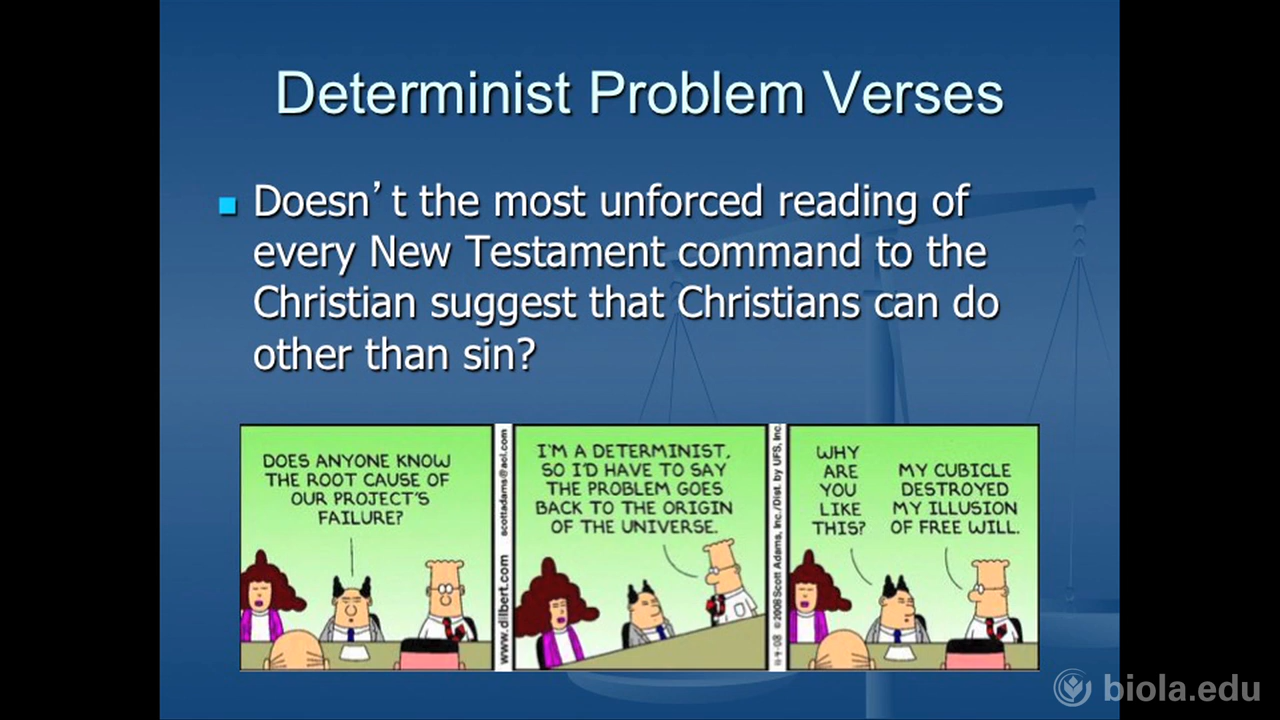 Determinist Problem Verses
Doesn’t the most unforced reading of
every New Testament command to the
Christian suggest that Christians can do
other than sin?
DOES ANYONE KNOW
THE ROOT CAUSE OF
OUR PROJECT'S
FAILURE?
www.dilbert.com scottadams@aol.com
I'M A DETERMINIST,
SO I'D HAVE TO SAY
THE PROBLEM GOES
BACK TO THE ORIGIN
OF THE UNIVERSE.
11-9-08 ©2008 Scott Adams, Inc./Dist. by UFS, Inc.
WHY
ARE
YOU
LIKE
THIS?
MY CUBICLE
DESTROYED
MY ILLUSION
OF FREE WILL.
biola.edu